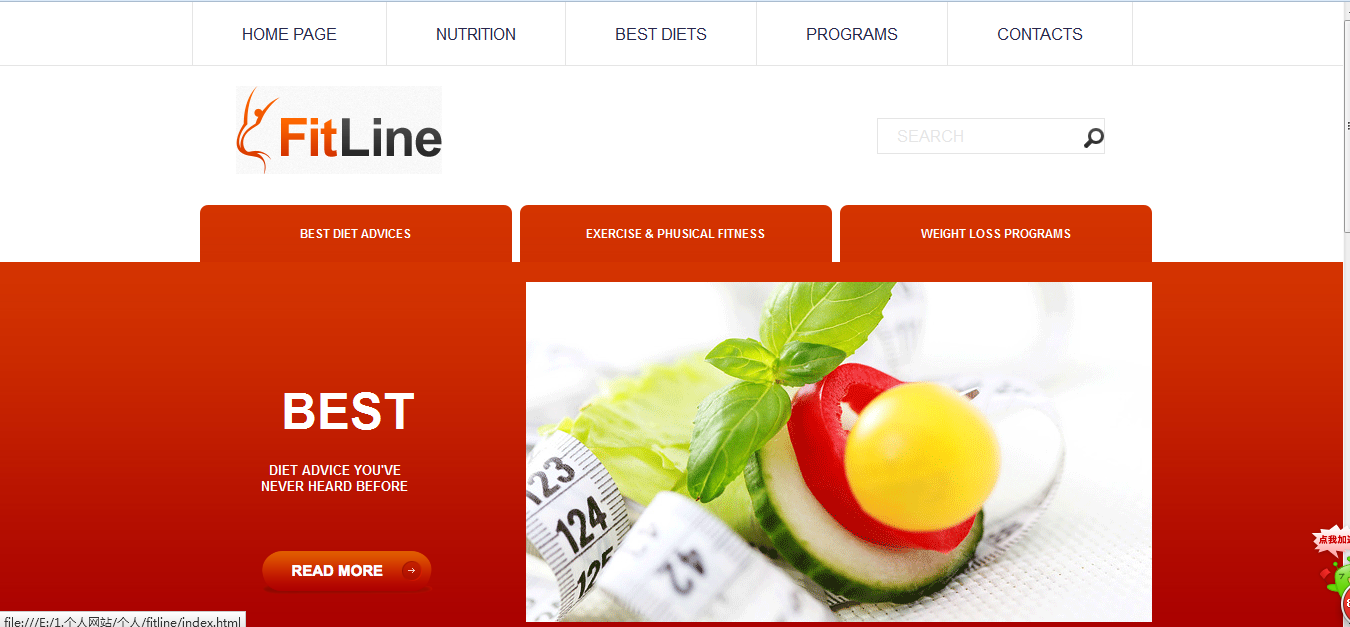 HOME PAGE NUTRITION BEST DIETS PROGRAMS CONTACTS
FitLine
SEARCH
BEST DIET ADVICES EXERCISE & PHUSICAL FITNESS WEIGHT LOSS PROGRAMS
BEST
DIET ADVICE YOU'VE
NEVER HEARD BEFORE
READ MORE
123
124
125
42
点我加速
file:///E:/1.个人网站/个人/fitline/index.html